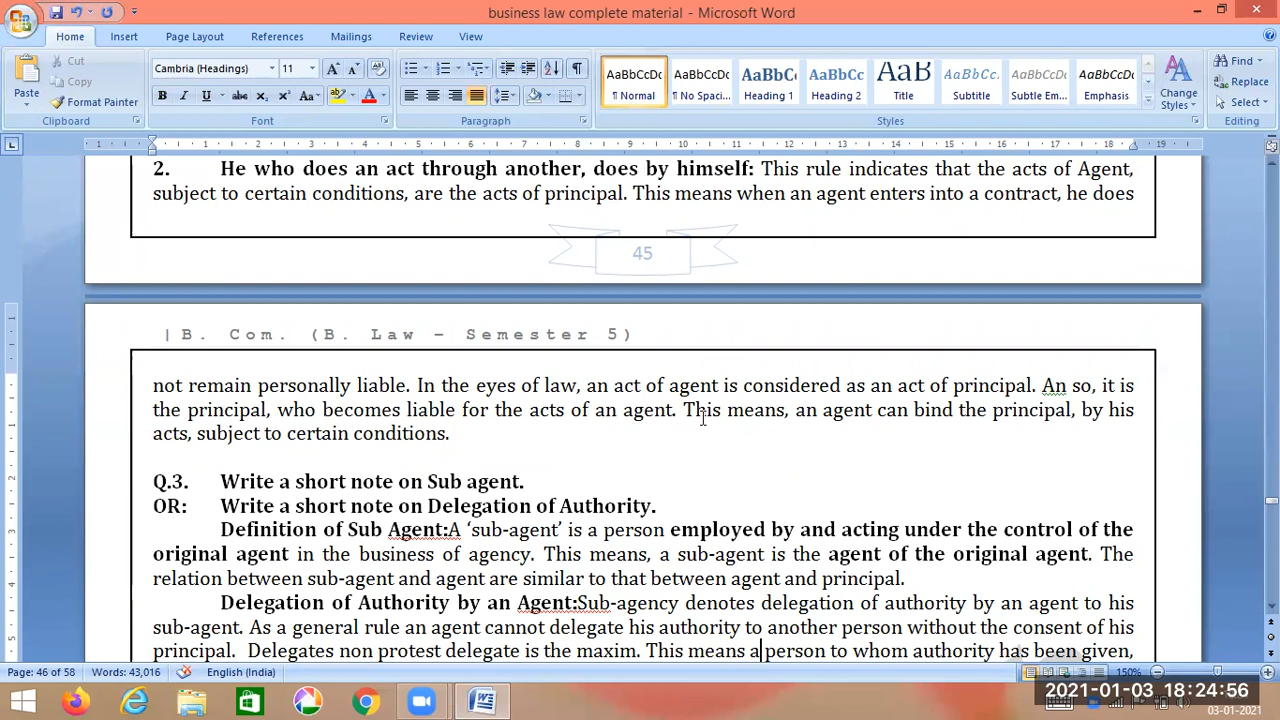 business law complete material - Microsoft Word
Home Insert Page Layout References Mailings Review View
Cut
Copy
Format Painter
Paste
Clipboard
Cambria (Headings) 11
Font
Paragraph
AaBbCcDc AaBbCcDc AaBbC AaBbCc AaB AaBbCc. AaBbCcDc AaBbCcDc
¶ Normal ¶ No Spaci... Heading 1 Heading 2 Title Subtitle Subtle Em... Emphasis
Change Styles
Styles
Find
Replace
Select
Editing
2. He who does an act through another, does by himself: This rule indicates that the acts of Agent,
subject to certain conditions, are the acts of principal. This means when an agent enters into a contract, he does
45
| B. Com. (B. Law – Semester 5)
not remain personally liable. In the eyes of law, an act of agent is considered as an act of principal. An so, it is
the principal, who becomes liable for the acts of an agent. This means, an agent can bind the principal, by his
acts, subject to certain conditions.
Q.3. Write a short note on Sub agent.
OR: Write a short note on Delegation of Authority.
Definition of Sub Agent:A ‘sub-agent’ is a person employed by and acting under the control of the
original agent in the business of agency. This means, a sub-agent is the agent of the original agent. The
relation between sub-agent and agent are similar to that between agent and principal.
Delegation of Authority by an Agent:Sub-agency denotes delegation of authority by an agent to his
sub-agent. As a general rule an agent cannot delegate his authority to another person without the consent of his
principal. Delegates non protest delegate is the maxim. This means a person to whom authority has been given,
Page: 46 of 58 Words: 43,016 English (India) 150%
2021-01-03 18:24:56
03-01-2021